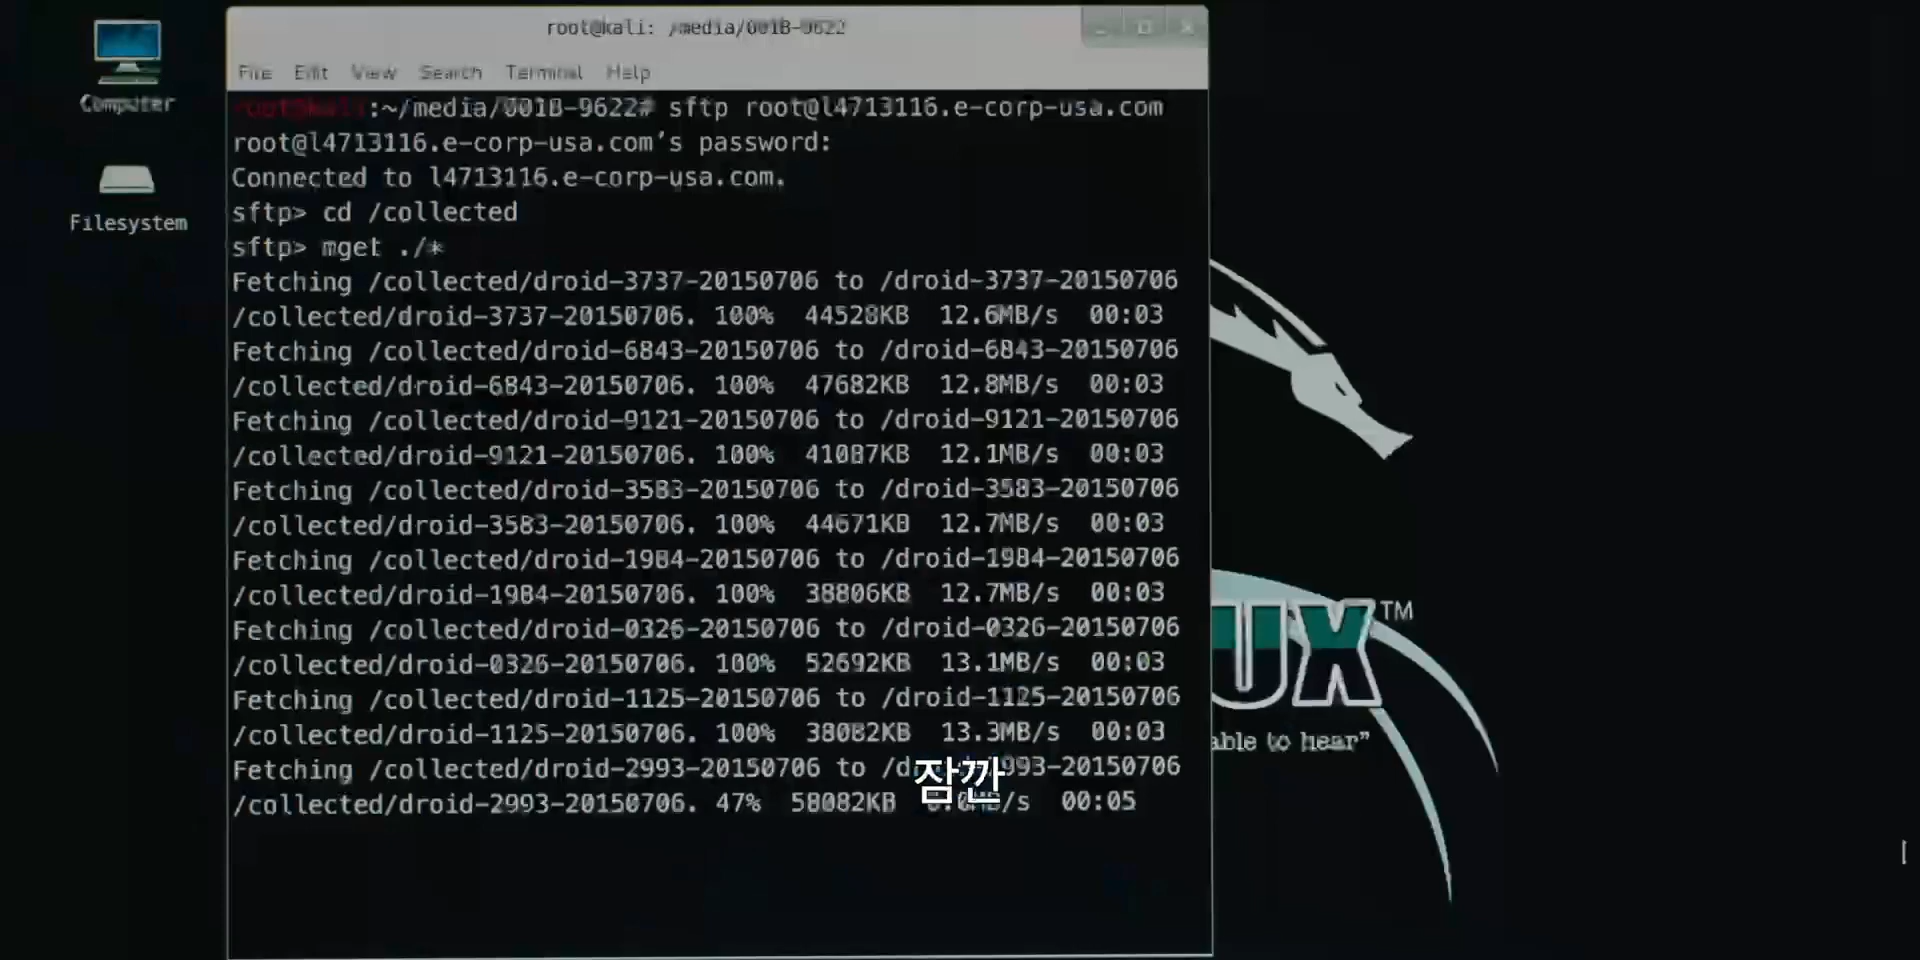 Computer
Filesystem
root@kali: /media/001B-9622
File Edit View Search Terminal Help
root@kali:~/media/001B-9622# sftp root@l4713116.e-corp-usa.com
root@l4713116.e-corp-usa.com’s password:
Connected to l4713116.e-corp-usa.com.
sftp> cd /collected
sftp> mget ./*
Fetching /collected/droid-3737-20150706 to /droid-3737-20150706
/collected/droid-3737-20150706. 100% 44528KB 12.6MB/s 00:03
Fetching /collected/droid-6843-20150706 to /droid-6843-20150706
/collected/droid-6843-20150706. 100% 47682KB 12.8MB/s 00:03
Fetching /collected/droid-9121-20150706 to /droid-9121-20150706
/collected/droid-9121-20150706. 100% 41087KB 12.1MB/s 00:03
Fetching /collected/droid-3583-20150706 to /droid-3583-20150706
/collected/droid-3583-20150706. 100% 44671KB 12.7MB/s 00:03
Fetching /collected/droid-1984-20150706 to /droid-1984-20150706
/collected/droid-1984-20150706. 100% 38806KB 12.7MB/s 00:03
Fetching /collected/droid-0326-20150706 to /droid-0326-20150706
/collected/droid-0326-20150706. 100% 52692KB 13.1MB/s 00:03
Fetching /collected/droid-1125-20150706 to /droid-1125-20150706
/collected/droid-1125-20150706. 100% 38082KB 13.3MB/s 00:03
Fetching /collected/droid-2993-20150706 to
/collected/droid-2993-20150706. 47% 58082KB 00:05
잠깐
UX™
able to hear”